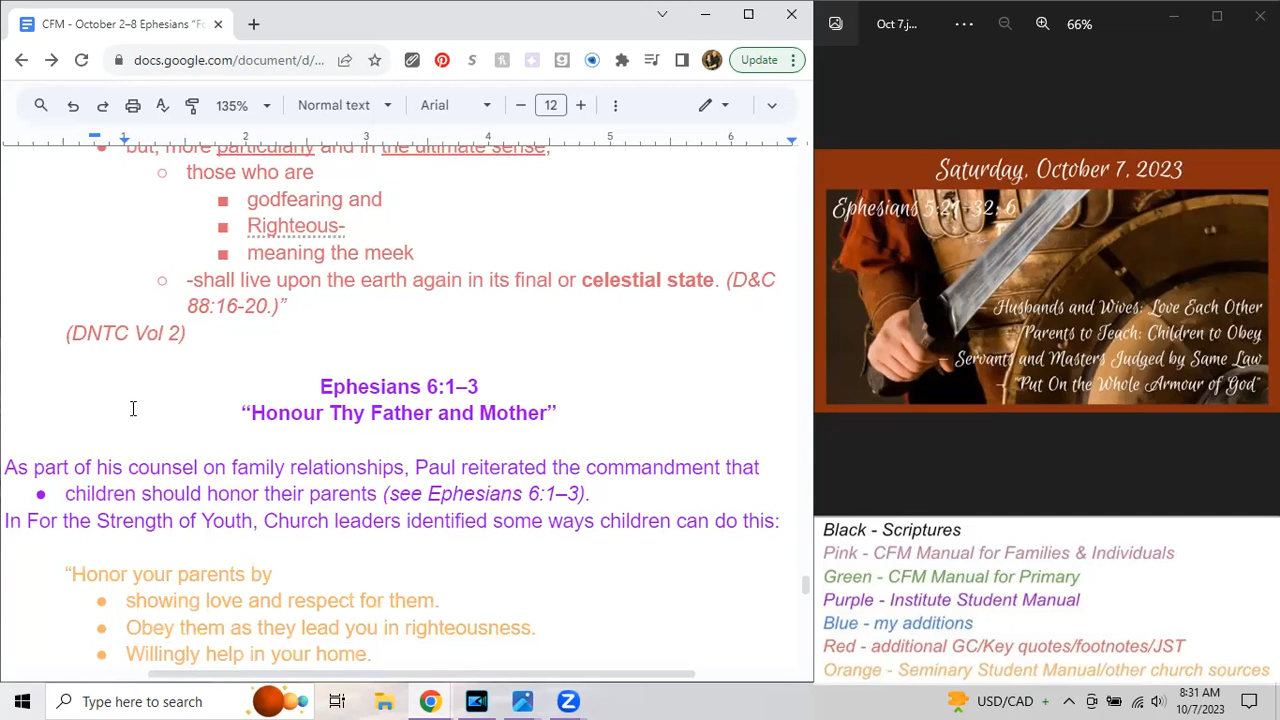 CFM - October 2–8 Ephesians “Fo
docs.google.com/document/d/...
Update
135%
Normal text
Arial
12
1
2
3
4
5
6
but, more particularly and in the ultimate sense,
those who are
godfearing and
Righteous-
meaning the meek
-shall live upon the earth again in its final or celestial state. (D&C
88:16-20.)”
(DNTC Vol 2)
Ephesians 6:1–3
“Honour Thy Father and Mother”
As part of his counsel on family relationships, Paul reiterated the commandment that
children should honor their parents (see Ephesians 6:1–3).
In For the Strength of Youth, Church leaders identified some ways children can do this:
“Honor your parents by
showing love and respect for them.
Obey them as they lead you in righteousness.
Willingly help in your home.
Oct 7.j...
66%
Saturday, October 7, 2023
Ephesians 5:21-32; 6
– Husbands and Wives: Love Each Other
– Parents to Teach: Children to Obey
– Servants and Masters Judged by Same Law
– "Put On the Whole Armour of God"
Black - Scriptures
Pink - CFM Manual for Families & Individuals
Green - CFM Manual for Primary
Purple - Institute Student Manual
Blue - my additions
Red - additional GC/Key quotes/footnotes/JST
Orange - Seminary Student Manual/other church sources
Type here to search
USD/CAD +
8:31 AM
10/7/2023